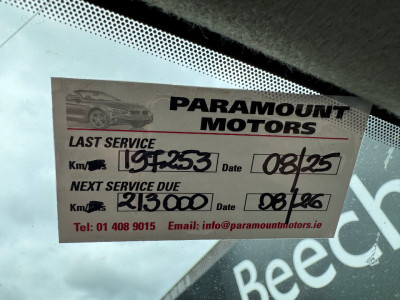 PARAMOUNT
MOTORS
LAST SERVICE
Km/ 197253 Date 08/25
NEXT SERVICE DUE
Km/ 213000 Date 08/26
Tel: 01 408 9015 Email: info@paramountmotors.ie
Beech